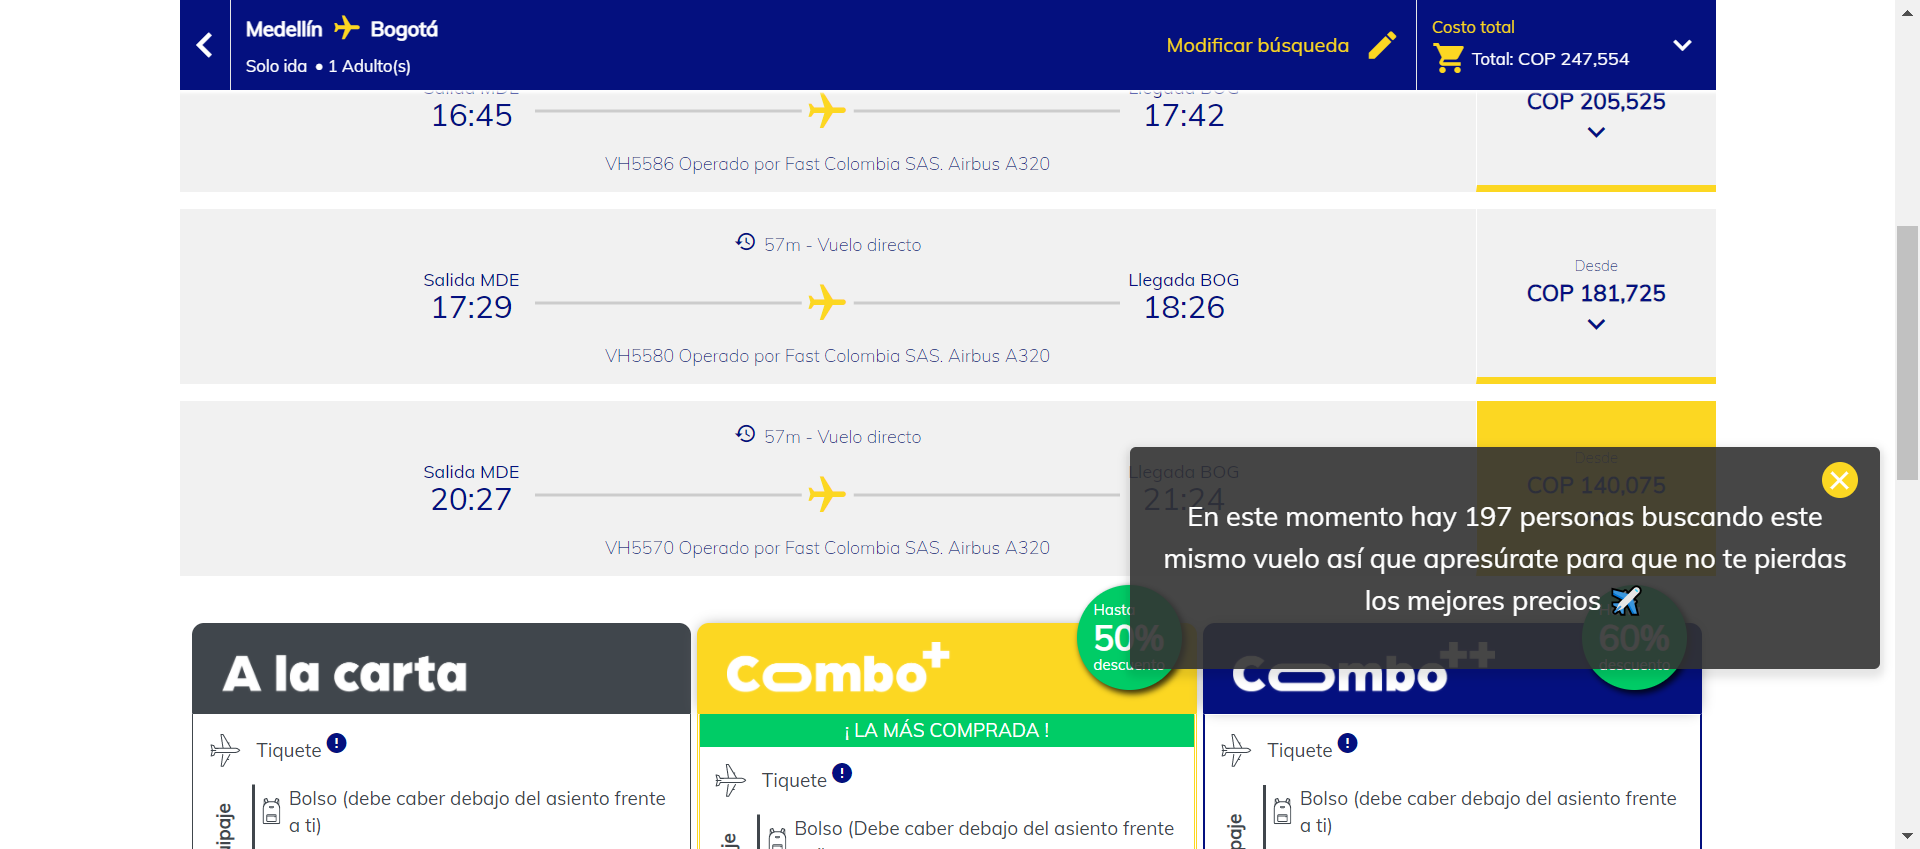 Medellín Bogotá
Solo ida • 1 Adulto(s)
Modificar búsqueda
Costo total
Total: COP 247,554
Salida MDE
16:45
Llegada BOG
17:42
COP 205,525
VH5586 Operado por Fast Colombia SAS. Airbus A320
57m - Vuelo directo
Salida MDE
17:29
Llegada BOG
18:26
Desde
COP 181,725
VH5580 Operado por Fast Colombia SAS. Airbus A320
57m - Vuelo directo
Salida MDE
20:27
Llegada BOG
21:24
Desde
COP 140,075
VH5570 Operado por Fast Colombia SAS. Airbus A320
En este momento hay 197 personas buscando este
mismo vuelo así que apresúrate para que no te pierdas
los mejores precios
A la carta
Combo+
Hasta
50%
descuento
Combo++
60%
descuento
¡ LA MÁS COMPRADA !
Tiquete
Tiquete
Tiquete
Bolso (debe caber debajo del asiento frente
a ti)
Bolso (Debe caber debajo del asiento frente
Bolso (debe caber debajo del asiento frente
a ti)